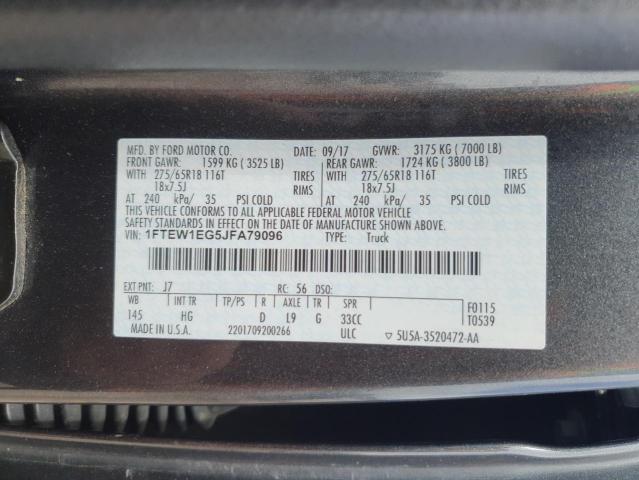 MFD. BY FORD MOTOR CO. DATE: 09/17 GVWR: 3175 KG ( 7000 LB)
FRONT GAWR: 1599 KG ( 3525 LB) REAR GAWR: 1724 KG ( 3800 LB)
WITH 275/65R18 116T TIRES WITH 275/65R18 116T TIRES
18x7.5J RIMS 18x7.5J RIMS
AT 240 kPa/ 35 PSI COLD AT 240 kPa/ 35 PSI COLD
THIS VEHICLE CONFORMS TO ALL APPLICABLE FEDERAL MOTOR VEHICLE
SAFETY STANDARDS IN EFFECT ON THE DATE OF MANUFACTURE SHOWN ABOVE.
VIN: 1FTEW1EG5JFA79096 TYPE: Truck
EXT PNT: J7 RC: 56 DSO:
WB INT TR TP/PS R AXLE TR SPR F0115
145 HG D L9 G 33CC T0539
MADE IN U.S.A. 2201709200266 ULC ▽ 5U5A-3520472-AA